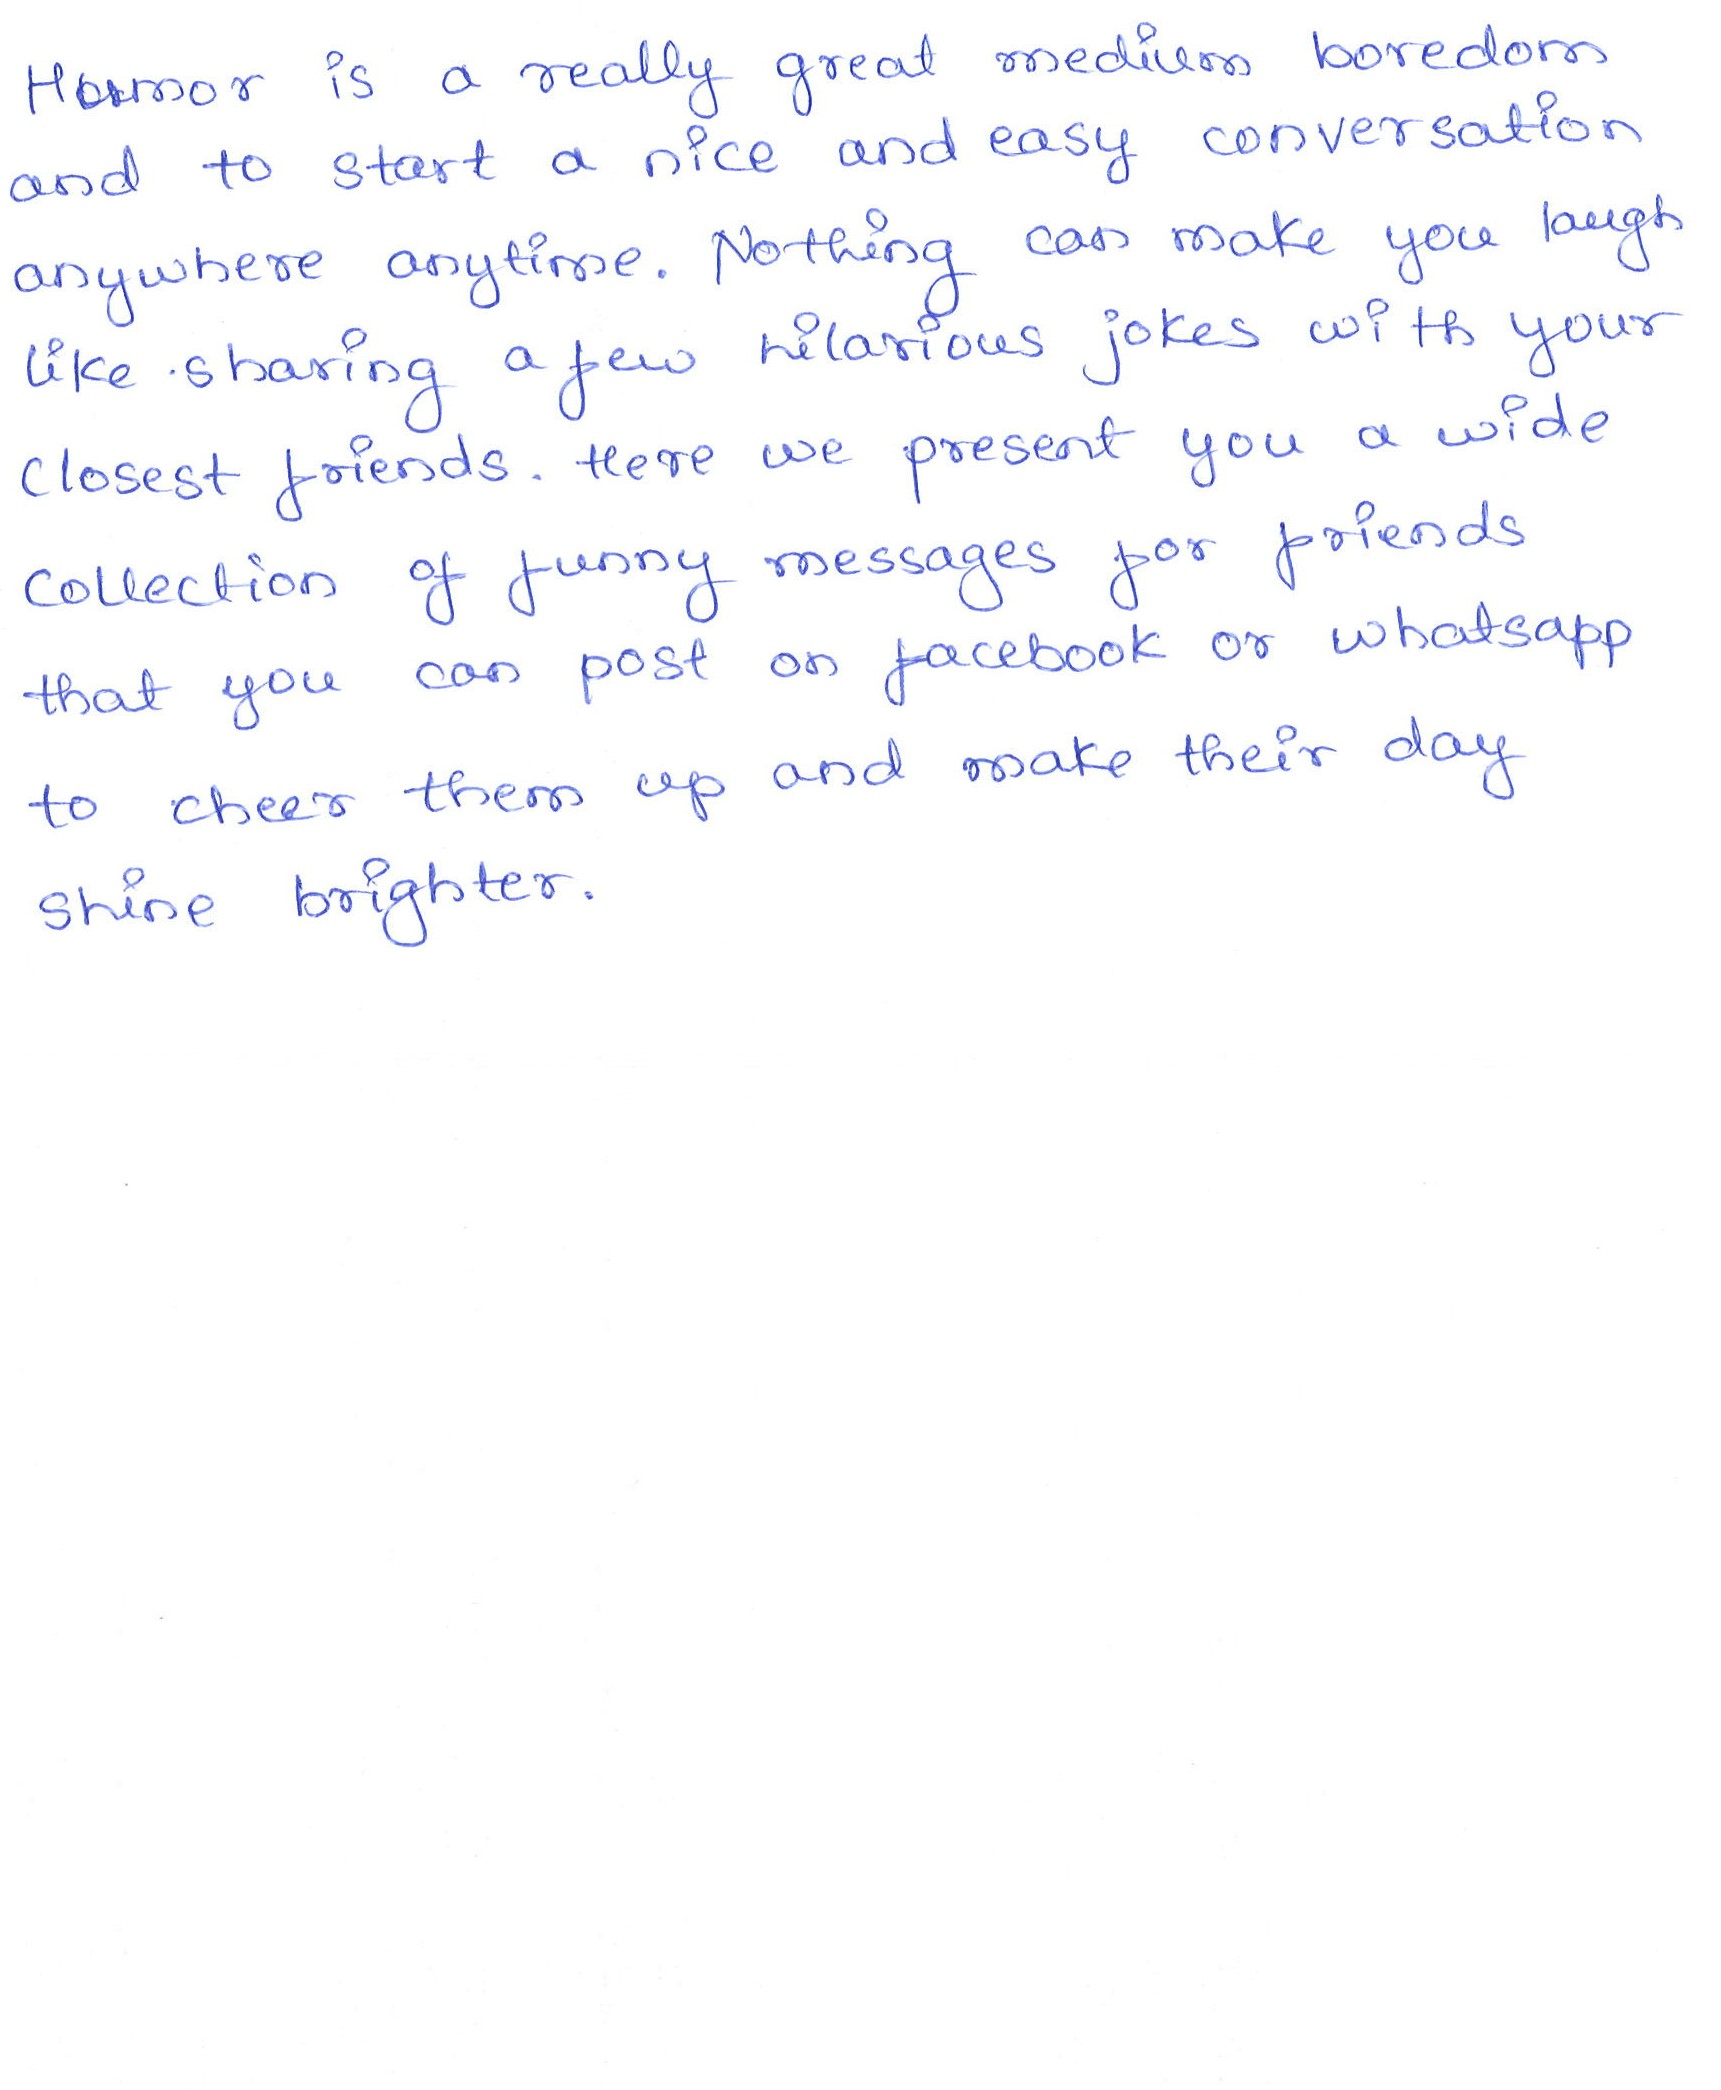 Humor is a really great medium boredom
and to start a nice and easy conversation
anywhere anytime. Nothing can make you laugh
like sharing a few hilarious jokes with your
closest friends. Here we present you a wide
collection of funny messages for friends
that you can post on facebook or whatsapp
to cheer them up and make their day
shine brighter.